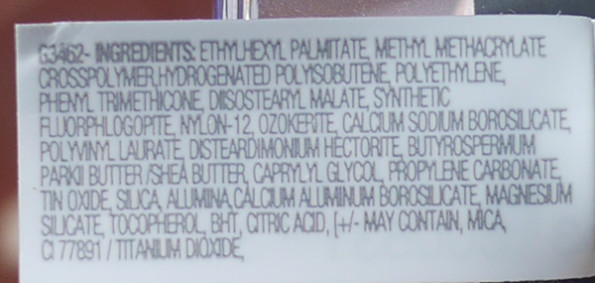 G3462- INGREDIENTS: ETHYLHEXYL PALMITATE, METHYL METHACRYLATE
CROSSPOLYMER, HYDROGENATED POLYISOBUTENE, POLYETHYLENE,
PHENYL TRIMETHICONE, DIISOSTEARYL MALATE, SYNTHETIC
FLUORPHLOGOPITE, NYLON-12, OZOKERITE, CALCIUM SODIUM BOROSILICATE,
POLYVINYL LAURATE, DISTEARDIMONIUM HECTORITE, BUTYROSPERMUM
PARKII BUTTER /SHEA BUTTER, CAPRYLYL GLYCOL, PROPYLENE CARBONATE,
TIN OXIDE, SILICA, ALUMINA, CALCIUM ALUMINUM BOROSILICATE, MAGNESIUM
SILICATE, TOCOPHEROL, BHT, CITRIC ACID, [+/- MAY CONTAIN, MICA,
CI 77891 / TITANIUM DIOXIDE,